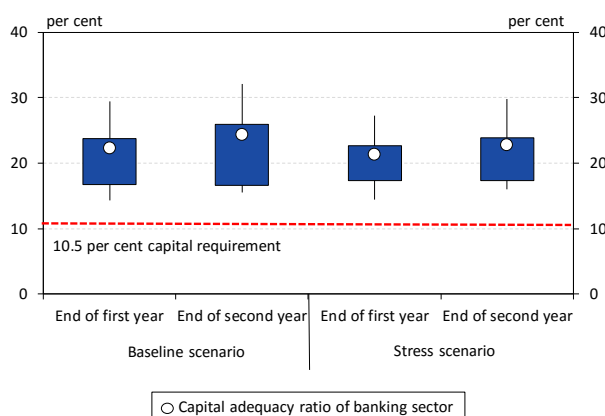 per cent per cent
40 40
30 30
20 20
10 10
10.5 per cent capital requirement
0 0
End of first year End of second year End of first year End of second year
Baseline scenario Stress scenario
Capital adequacy ratio of banking sector